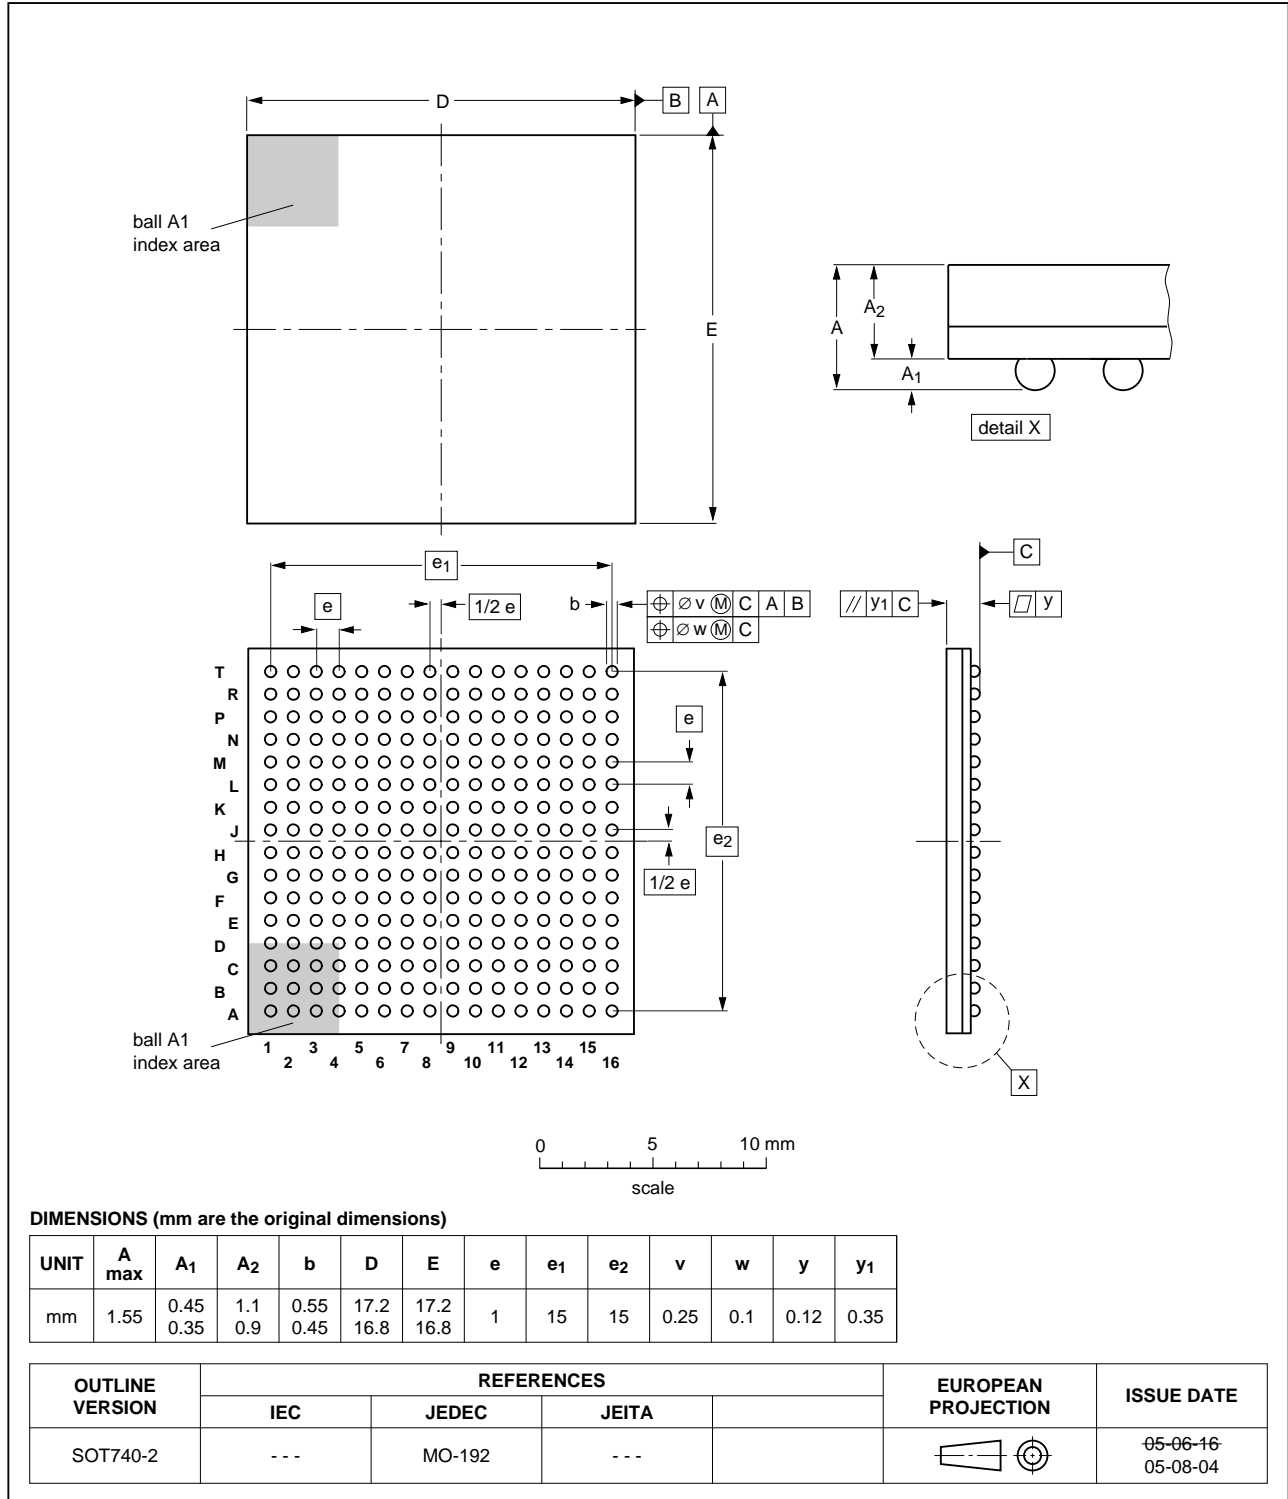 D
B A
ball A1
index area
E
A
A2
A1
detail X
e1
e
1/2 e
b
⌖ ∅ v Ⓜ C A B
⌖ ∅ w Ⓜ C
C
// y1 C
⏥ y
T
R
P
N
M
L
K
J
H
G
F
E
D
C
B
A
e
e2
1/2 e
ball A1
index area
1 3 5 7 9 11 13 15
2 4 6 8 10 12 14 16
X
0 5 10 mm
scale
DIMENSIONS (mm are the original dimensions)
UNIT A max A1 A2 b D E e e1 e2 v w y y1
mm 1.55 0.45 0.35 1.1 0.9 0.55 0.45 17.2 16.8 17.2 16.8 1 15 15 0.25 0.1 0.12 0.35
OUTLINE VERSION REFERENCES EUROPEAN PROJECTION ISSUE DATE
IEC JEDEC JEITA
SOT740-2 - - - MO-192 - - - 05-06-16
05-08-04